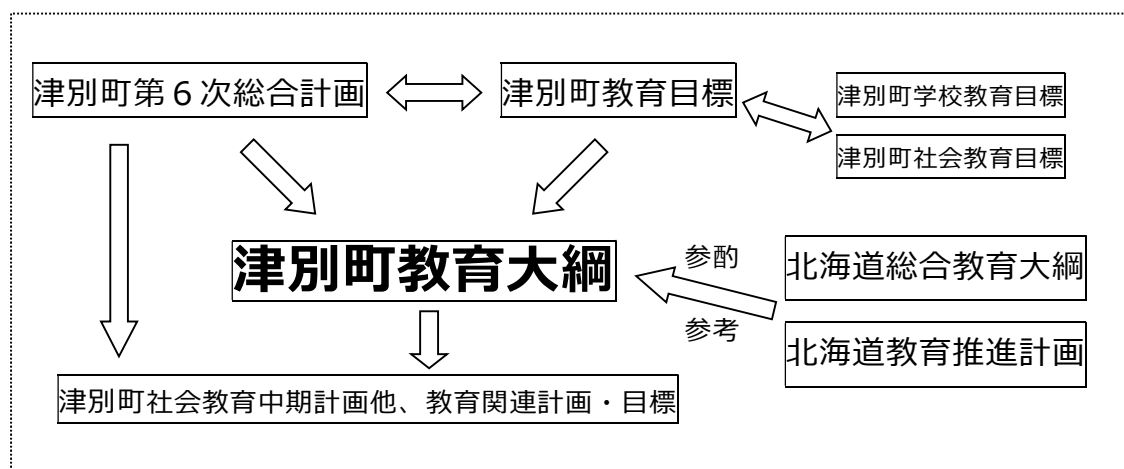 津別町第６次総合計画
津別町教育目標
津別町学校教育目標
津別町社会教育目標
津別町教育大綱
参酌
参考
北海道総合教育大綱
北海道教育推進計画
津別町社会教育中期計画他、教育関連計画・目標